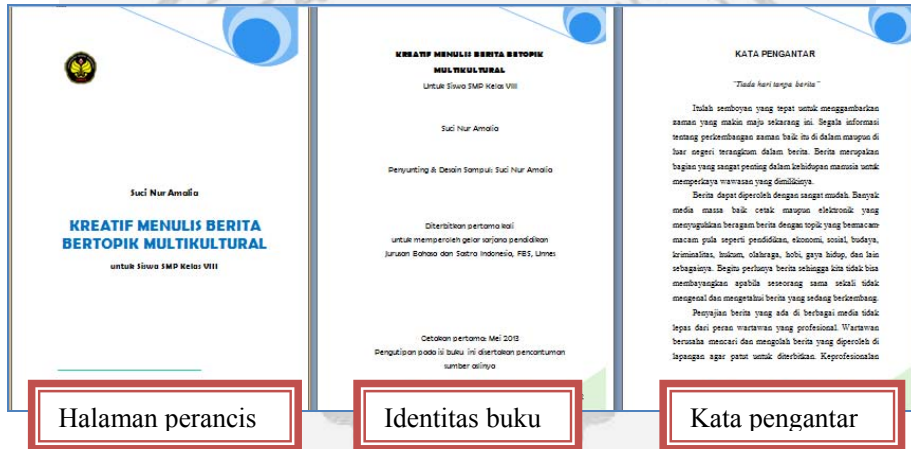 Suci Nur Amalia
KREATIF MENULIS BERITA
BERTOPIK MULTIKULTURAL
untuk Siswa SMP Kelas VIII
Halaman perancis
KREATIF MENULIS BERITA BETOPIK
MULTIKULTURAL
Untuk Siswa SMP Kelas VIII
Suci Nur Amalia
Penyunting & Desain Sampul: Suci Nur Amalia
Diterbitkan pertama kali
untuk memperoleh gelar sarjana pendidikan
Jurusan Bahasa dan Sastra Indonesia, FBS, Unnes
Cetakan pertama: Mei 2013
Pengutipan pada isi buku ini disertakan pencantuman
sumber aslinya
Identitas buku
KATA PENGANTAR
"Tiada hari tanpa berita"
Itulah semboyan yang tepat untuk menggambarkan
zaman yang makin maju sekarang ini. Segala informasi
tentang perkembangan zaman baik itu di dalam maupun di
luar negeri terangkum dalam berita. Berita merupakan
bagian yang sangat penting dalam kehidupan manusia untuk
memperkaya wawasan yang dimilikinya.
Berita dapat diperoleh dengan sangat mudah. Banyak
media massa baik cetak maupun elektronik yang
menyuguhkan beragam berita dengan topik yang bermacam-
macam pula seperti pendidikan, ekonomi, sosial, budaya,
kriminalitas, hukum, olahraga, hobi, gaya hidup, dan lain
sebagainya. Begitu perlunya berita sehingga kita tidak bisa
membayangkan apabila seseorang sama sekali tidak
mengenal dan mengetahui berita yang sedang berkembang.
Penyajian berita yang ada di berbagai media tidak
lepas dari peran wartawan yang profesional. Wartawan
berusaha mencari dan mengolah berita yang diperoleh di
lapangan agar patut untuk diterbitkan. Keprofesionalan
Kata pengantar